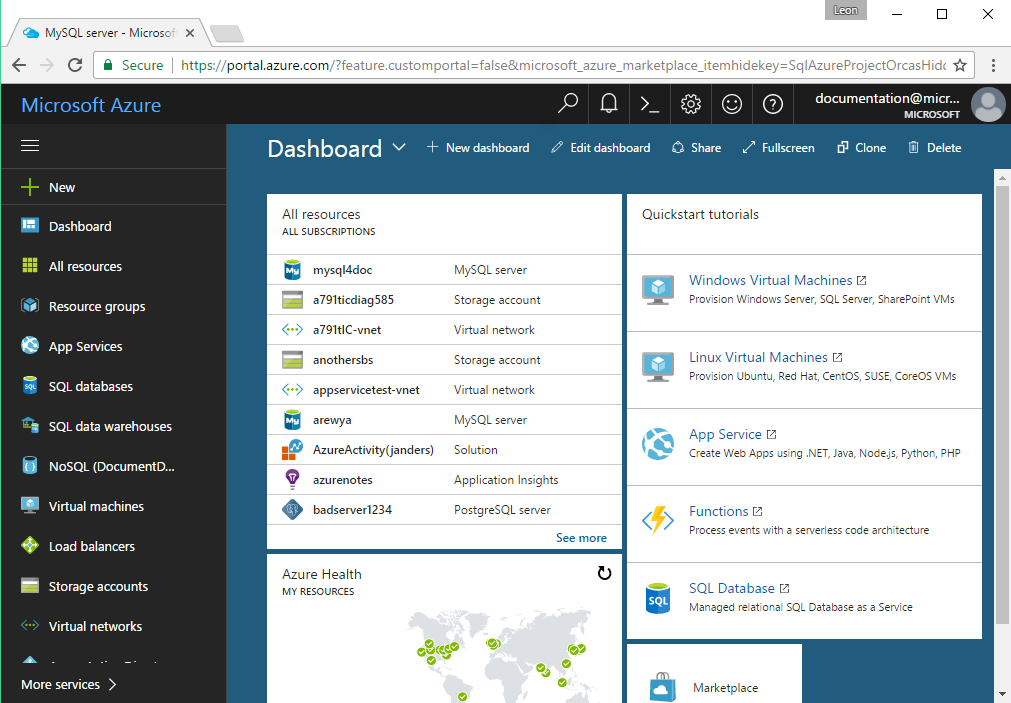 Leon
MySQL server - Microsoft
Secure
https://portal.azure.com/?feature.customportal=false&microsoft_azure_marketplace_itemhidekey=SqlAzureProjectOrcasHidd
Microsoft Azure
documentation@micr...
MICROSOFT
Dashboard
New dashboard
Edit dashboard
Share
Fullscreen
Clone
Delete
New
Dashboard
All resources
Resource groups
App Services
SQL databases
SQL data warehouses
NoSQL (DocumentD...
Virtual machines
Load balancers
Storage accounts
Virtual networks
More services
All resources
ALL SUBSCRIPTIONS
mysql4doc MySQL server
a791ticdiag585 Storage account
a791tIC-vnet Virtual network
anothersbs Storage account
appservicetest-vnet Virtual network
arewya MySQL server
AzureActivity(janders) Solution
azurenotes Application Insights
badserver1234 PostgreSQL server
See more
Azure Health
MY RESOURCES
Quickstart tutorials
Windows Virtual Machines
Provision Windows Server, SQL Server, SharePoint VMs
Linux Virtual Machines
Provision Ubuntu, Red Hat, CentOS, SUSE, CoreOS VMs
App Service
Create Web Apps using .NET, Java, Node.js, Python, PHP
Functions
Process events with a serverless code architecture
SQL
SQL Database
Managed relational SQL Database as a Service
Marketplace